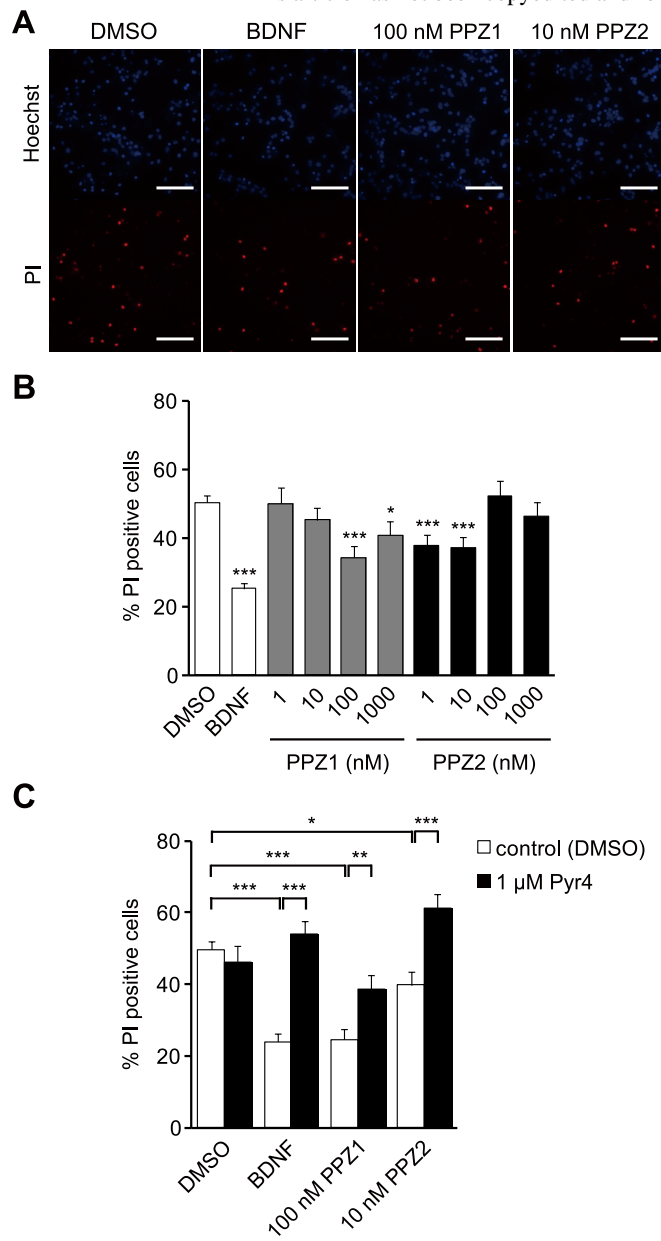 A
DMSO BDNF 100 nM PPZ1 10 nM PPZ2
Hoechst
PI
B
% PI positive cells
80
60
40
20
0
*** *** * *** ***
DMSO BDNF 1 10 100 1000 1 10 100 1000
PPZ1 (nM) PPZ2 (nM)
C
% PI positive cells
80
60
40
20
0
* ***
*** **
*** ***
control (DMSO)
1 µM Pyr4
DMSO BDNF 100 nM PPZ1 10 nM PPZ2